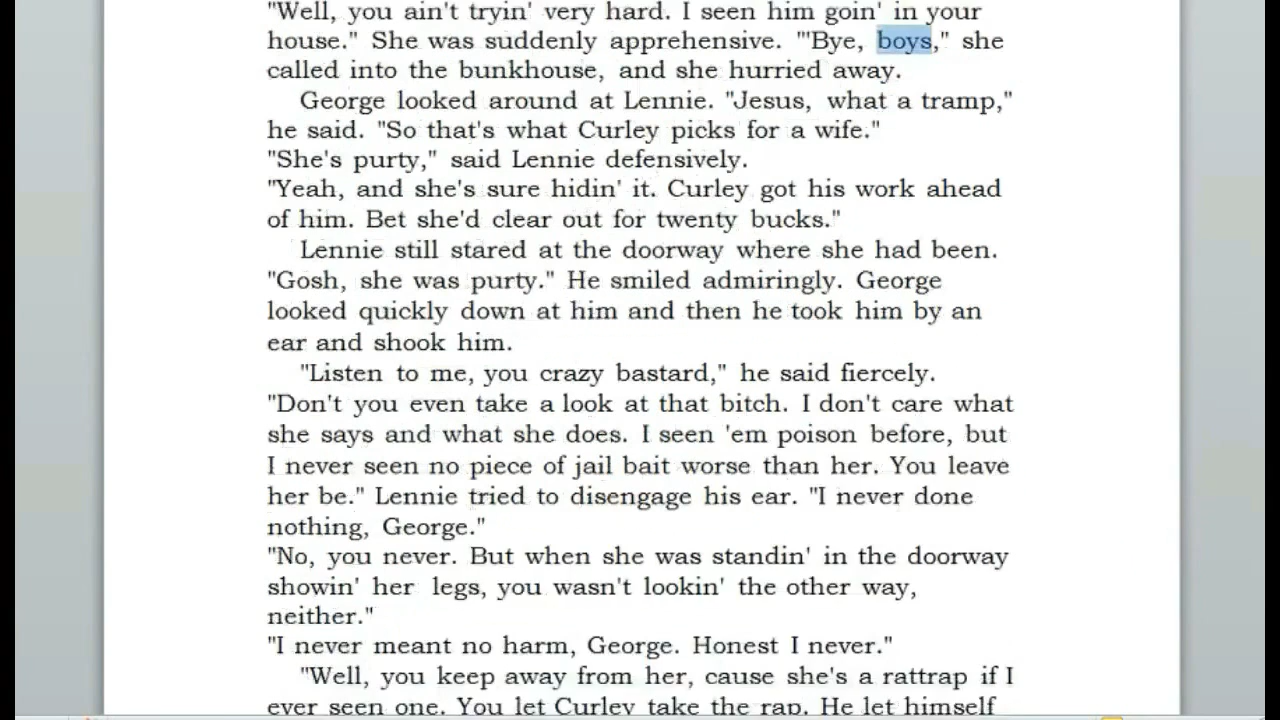 "Well, you ain't tryin' very hard. I seen him goin' in your
house." She was suddenly apprehensive. "'Bye, boys," she
called into the bunkhouse, and she hurried away.
George looked around at Lennie. "Jesus, what a tramp,"
he said. "So that's what Curley picks for a wife."
"She's purty," said Lennie defensively.
"Yeah, and she's sure hidin' it. Curley got his work ahead
of him. Bet she'd clear out for twenty bucks."
Lennie still stared at the doorway where she had been.
"Gosh, she was purty." He smiled admiringly. George
looked quickly down at him and then he took him by an
ear and shook him.
"Listen to me, you crazy bastard," he said fiercely.
"Don't you even take a look at that bitch. I don't care what
she says and what she does. I seen 'em poison before, but
I never seen no piece of jail bait worse than her. You leave
her be." Lennie tried to disengage his ear. "I never done
nothing, George."
"No, you never. But when she was standin' in the doorway
showin' her legs, you wasn't lookin' the other way,
neither."
"I never meant no harm, George. Honest I never."
"Well, you keep away from her, cause she's a rattrap if I
ever seen one. You let Curley take the rap. He let himself